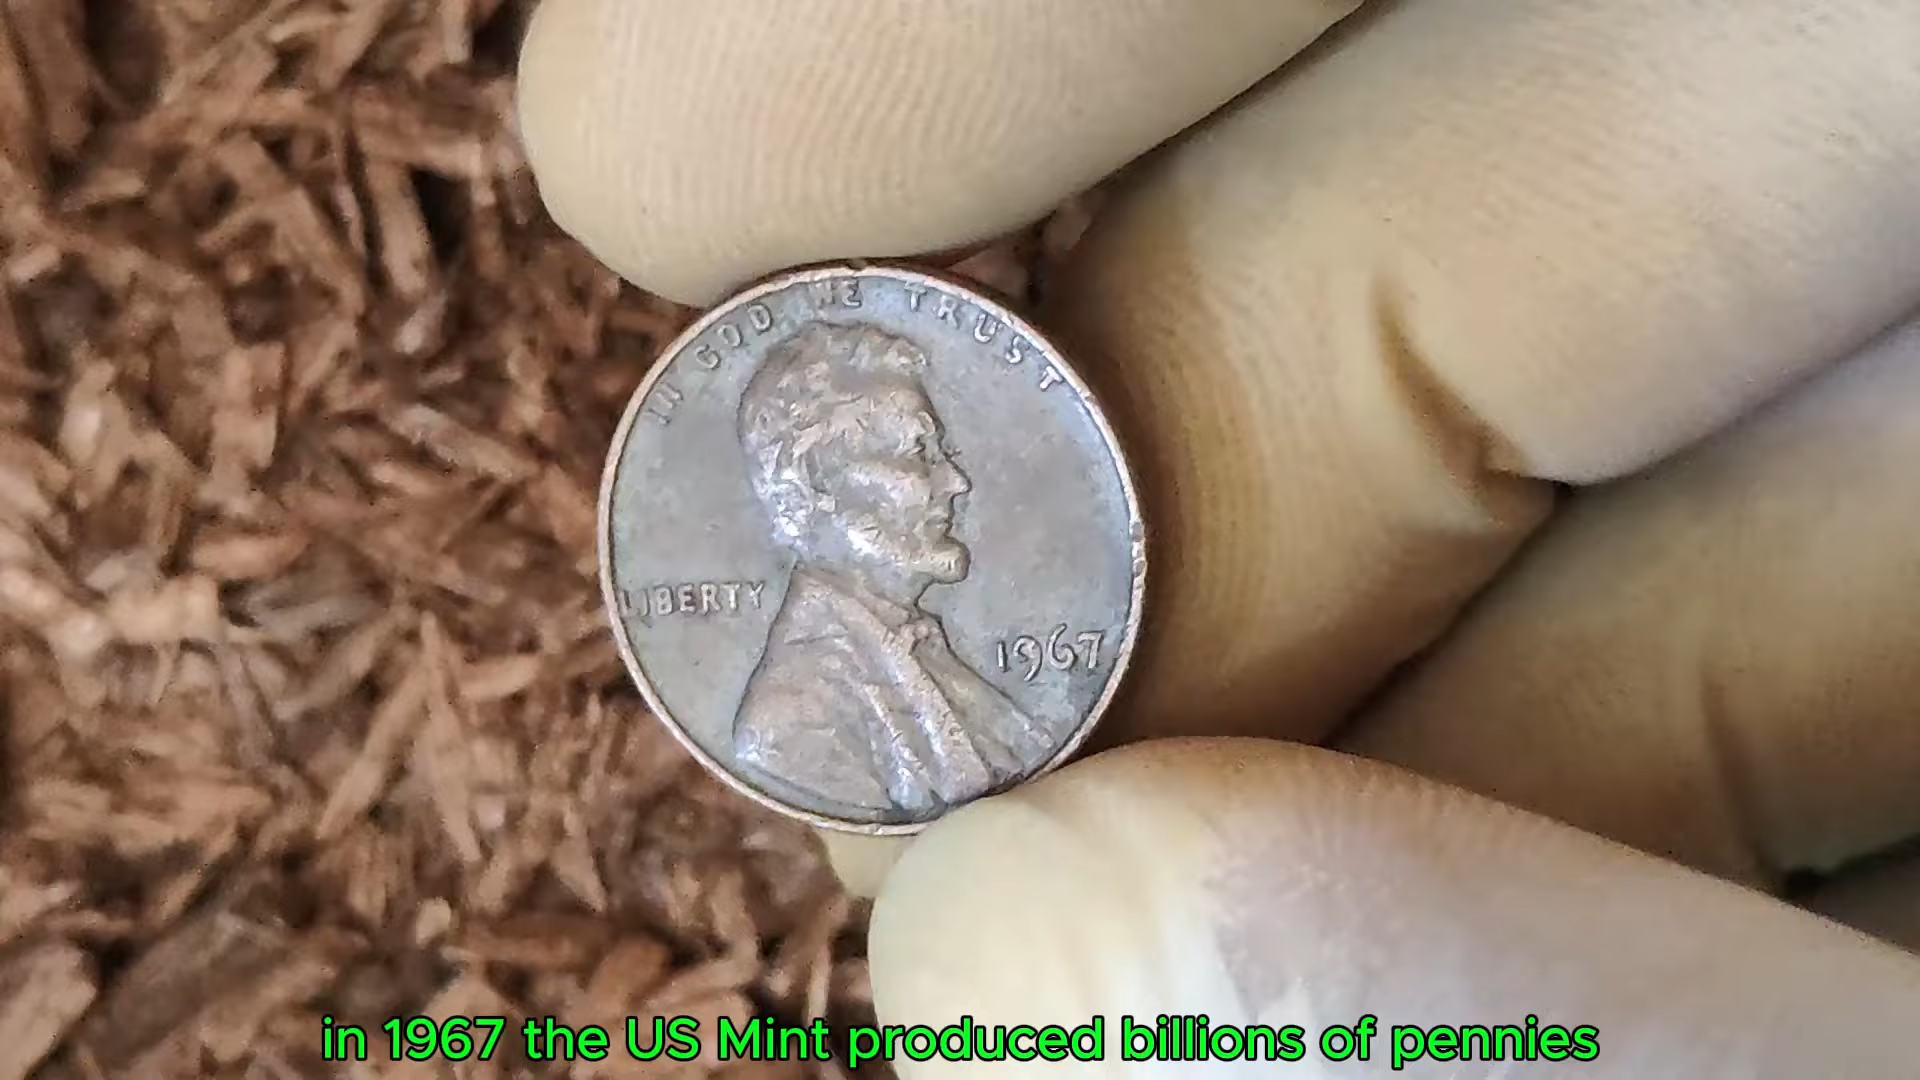 IN GOD WE TRUST
LIBERTY
1967
in 1967 the US Mint produced billions of pennies